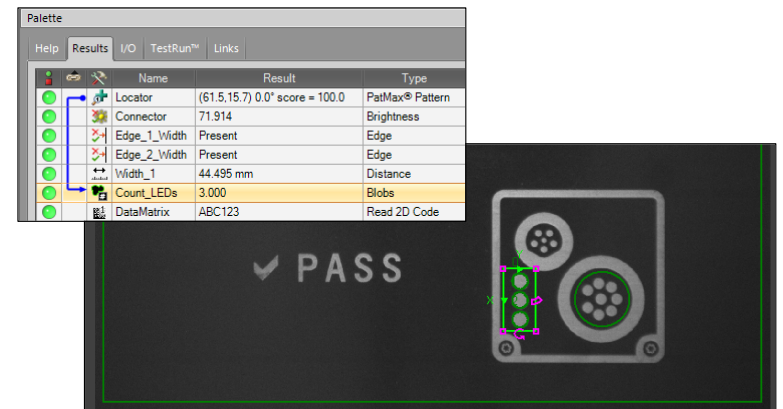 Palette
Help Results I/O TestRun™ Links
Name Result Type
Locator (61.5,15.7) 0.0° score = 100.0 PatMax® Pattern
Connector 71.914 Brightness
Edge_1_Width Present Edge
Edge_2_Width Present Edge
Width_1 44.495 mm Distance
Count_LEDs 3.000 Blobs
DataMatrix ABC123 Read 2D Code
PASS
X